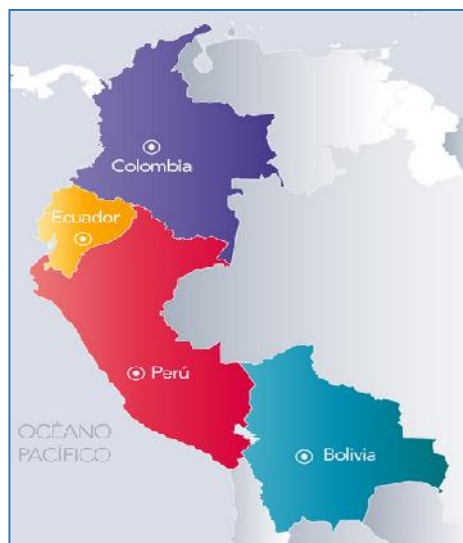 Colombia
Ecuador
Perú
OCÉANO
PACÍFICO
Bolivia